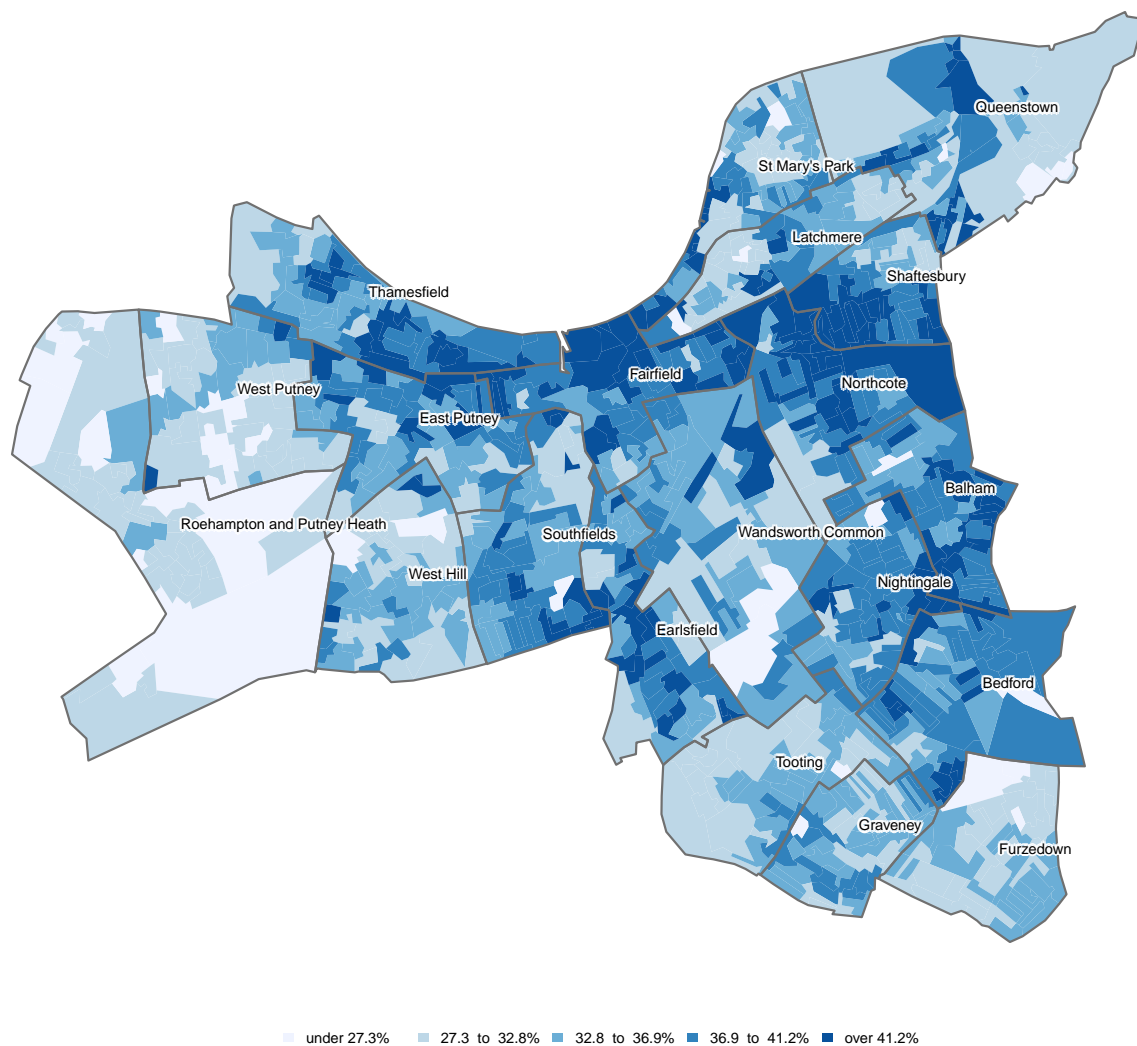 Queenstown
St Mary's Park
Latchmere
Shaftesbury
Thamesfield
Fairfield
Northcote
West Putney
East Putney
Balham
Roehampton and Putney Heath
Southfields
Wandsworth Common
West Hill
Nightingale
Earlsfield
Bedford
Tooting
Graveney
Furzedown
under 27.3% 27.3 to 32.8% 32.8 to 36.9% 36.9 to 41.2% over 41.2%